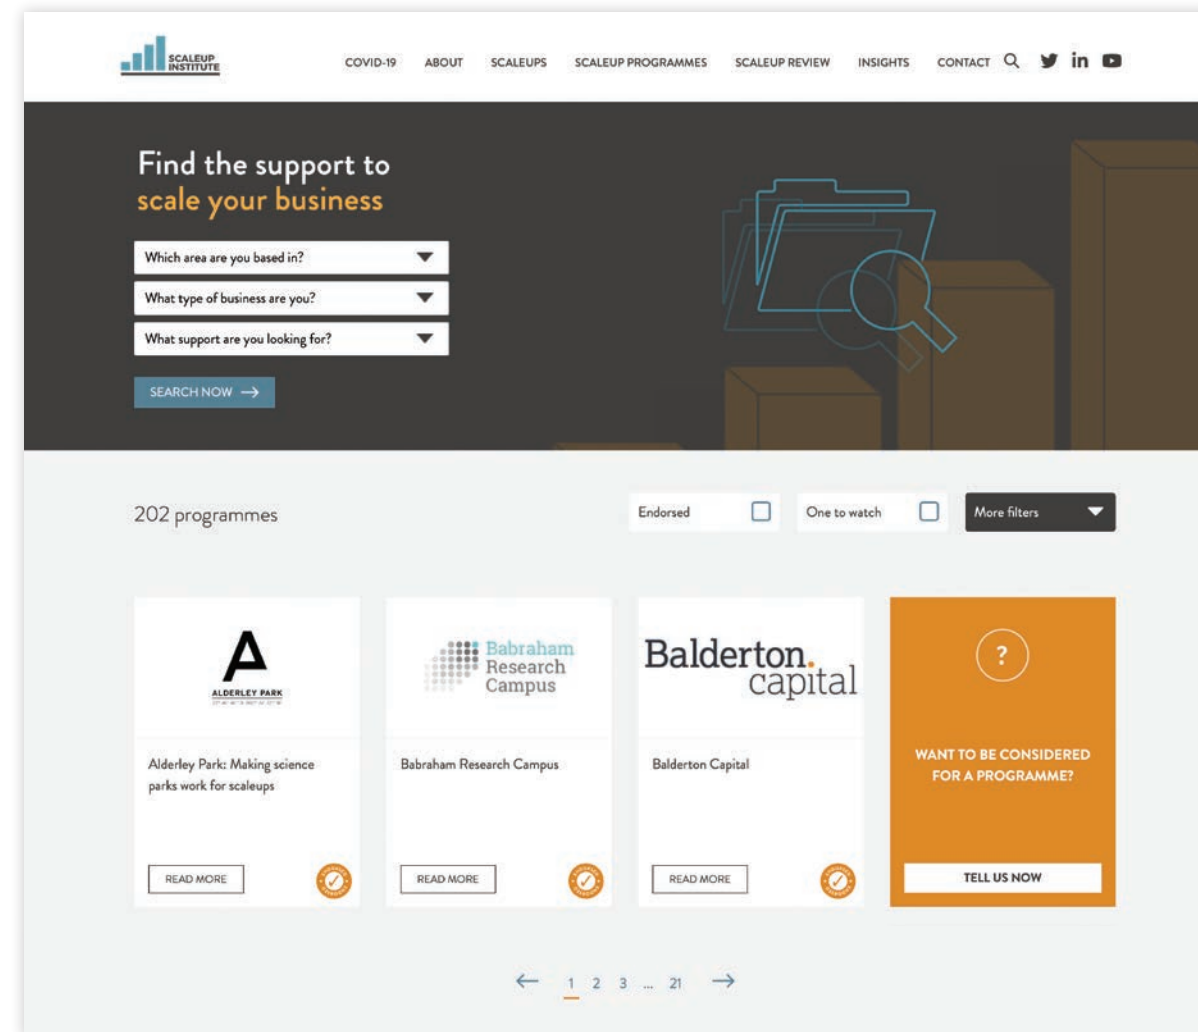 SCALEUP
INSTITUTE
COVID-19 ABOUT SCALEUPS SCALEUP PROGRAMMES SCALEUP REVIEW INSIGHTS CONTACT in
Find the support to
scale your business
Which area are you based in?
What type of business are you?
What support are you looking for?
SEARCH NOW →
202 programmes
Endorsed
One to watch
More filters
A
ALDERLEY PARK
Alderley Park: Making science
parks work for scaleups
READ MORE
Babraham
Research
Campus
Babraham Research Campus
READ MORE
Balderton.
capital
Balderton Capital
READ MORE
?
WANT TO BE CONSIDERED
FOR A PROGRAMME?
TELL US NOW
← 1 2 3 ... 21 →